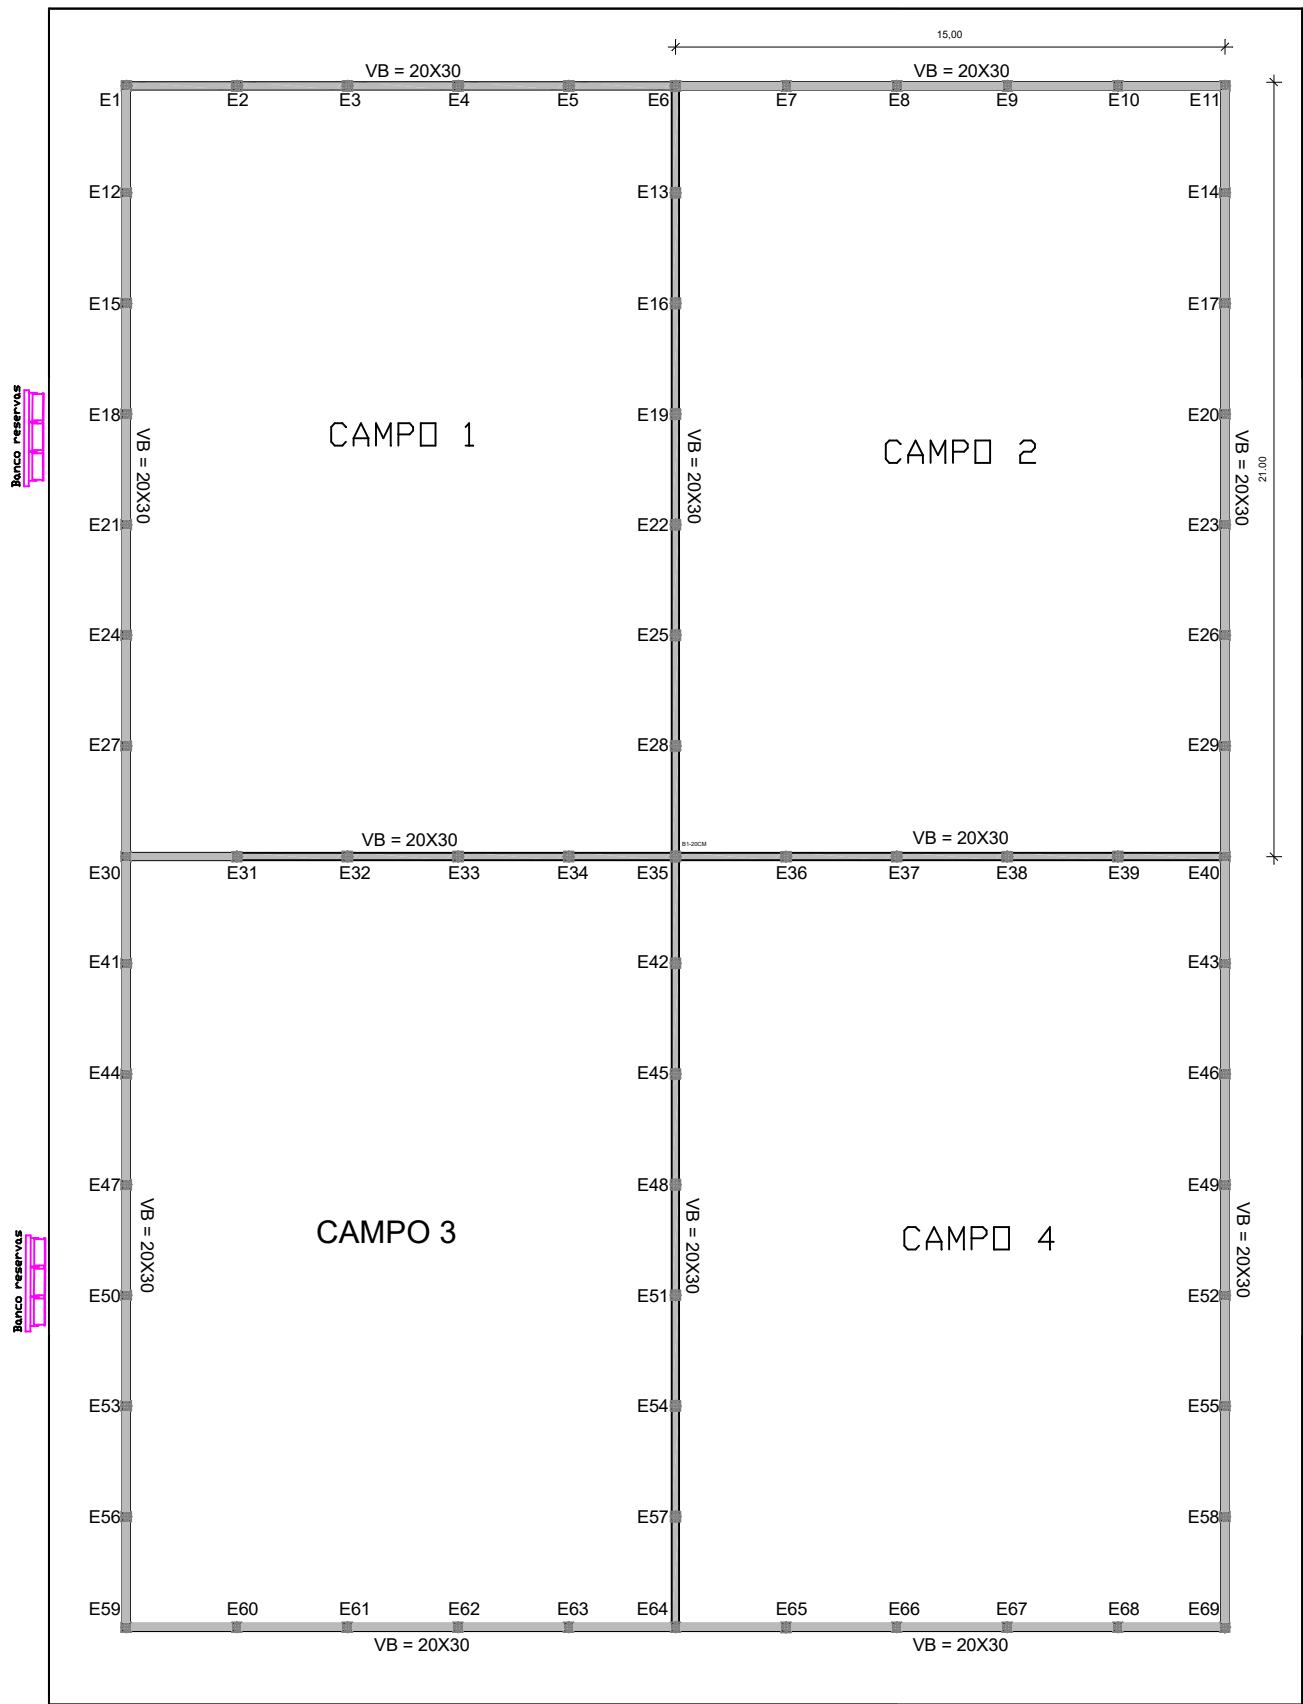 15,00
VB = 20X30
VB = 20X30
E1 E2 E3 E4 E5 E6 E7 E8 E9 E10 E11
E12 E13 E14
E15 E16 E17
Banco reservas
E18 E19 E20
CAMPO 1
CAMPO 2
VB = 20X30
VB = 20X30
VB = 20X30
21.00
E21 E22 E23
E24 E25 E26
E27 E28 E29
VB = 20X30
B1-20CM
VB = 20X30
E30 E31 E32 E33 E34 E35 E36 E37 E38 E39 E40
E41 E42 E43
E44 E45 E46
E47 E48 E49
Banco reservas
VB = 20X30
CAMPO 3
VB = 20X30
CAMPO 4
VB = 20X30
E50 E51 E52
E53 E54 E55
E56 E57 E58
E59 E60 E61 E62 E63 E64 E65 E66 E67 E68 E69
VB = 20X30
VB = 20X30